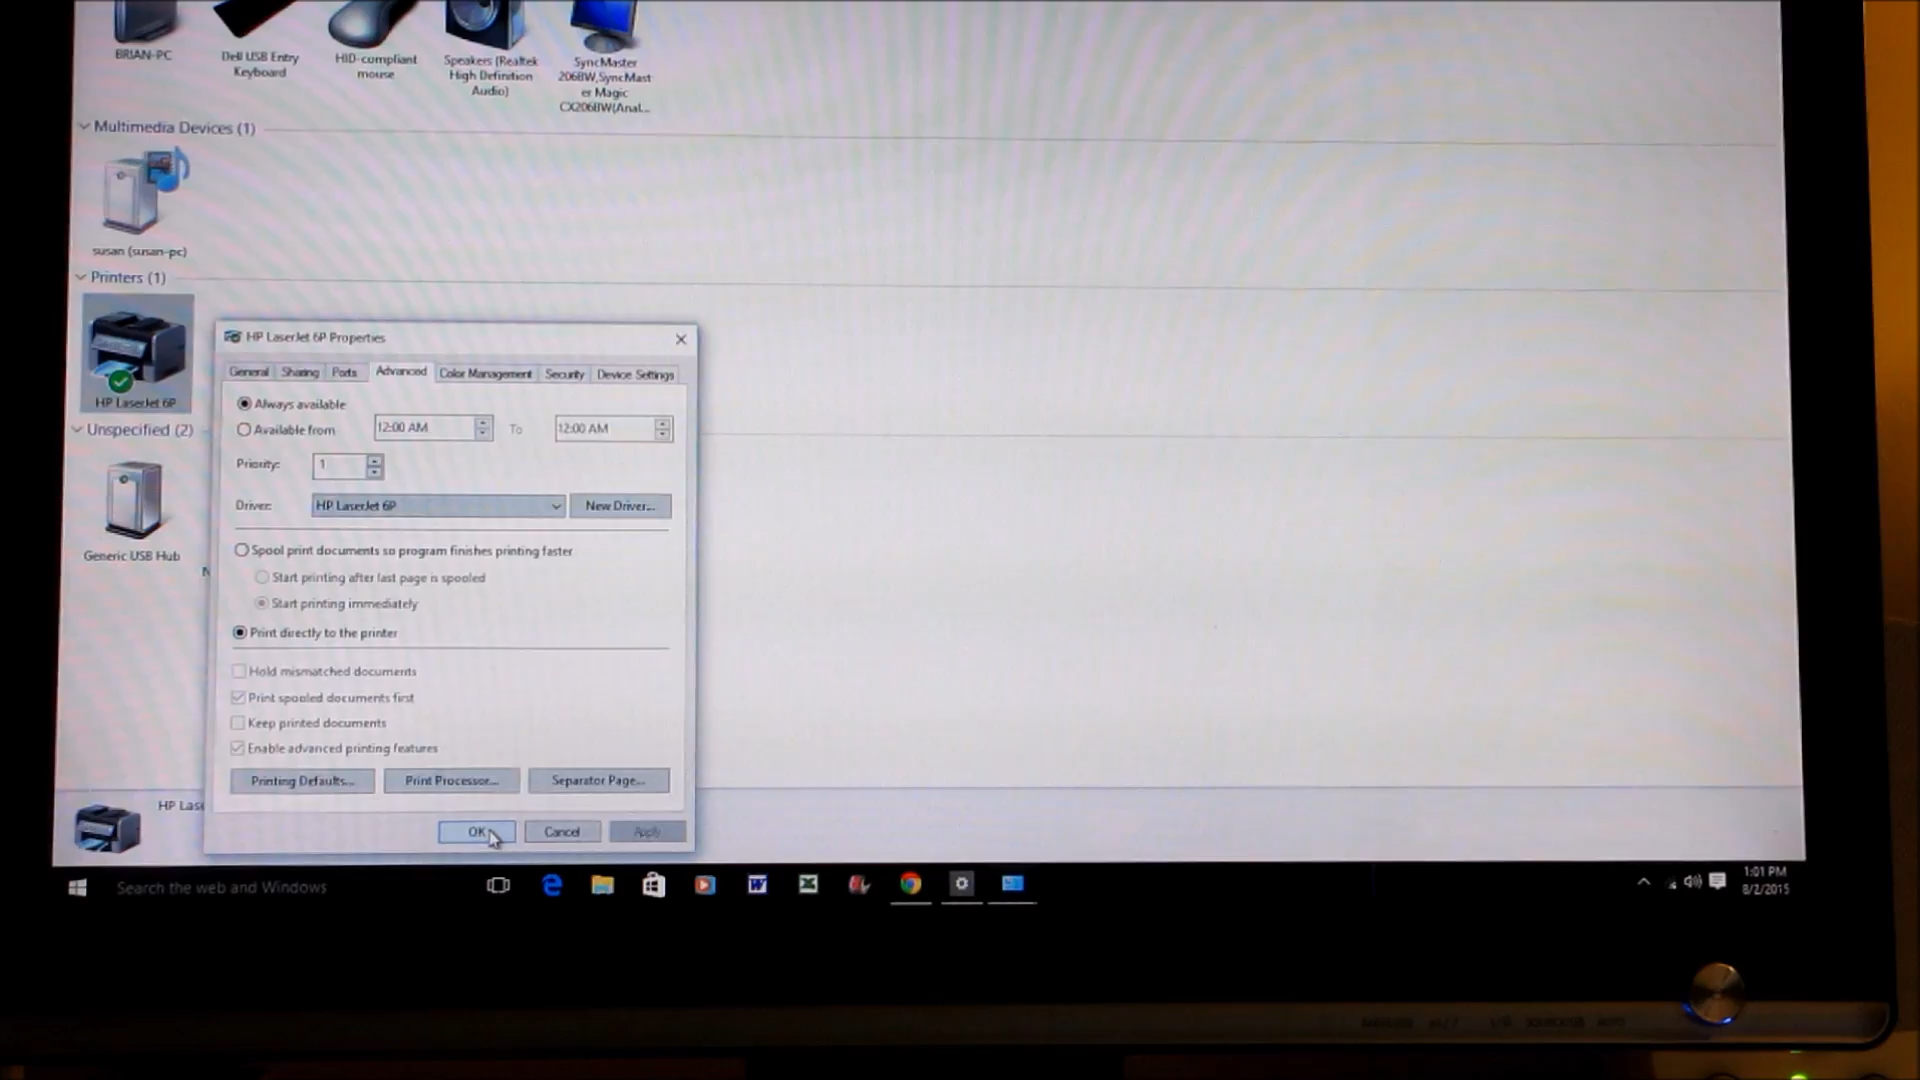 BRIAN-PC
Dell USB Entry
Keyboard
HID-compliant
mouse
Speakers (Realtek
High Definition
Audio)
SyncMaster
206BW,SyncMast
er Magic
CX206BW(Anal...
Multimedia Devices (1)
susan (susan-pc)
Printers (1)
HP LaserJet 6P
Unspecified (2)
Generic USB Hub
HP LaserJet 6P Properties
General Sharing Ports Advanced Color Management Security Device Settings
Always available
Available from 12:00 AM To 12:00 AM
Priority: 1
Driver: HP LaserJet 6P New Driver...
Spool print documents so program finishes printing faster
Start printing after last page is spooled
Start printing immediately
Print directly to the printer
Hold mismatched documents
Print spooled documents first
Keep printed documents
Enable advanced printing features
Printing Defaults... Print Processor... Separator Page...
HP Lase
OK Cancel Apply
Search the web and Windows
1:01 PM
8/2/2015